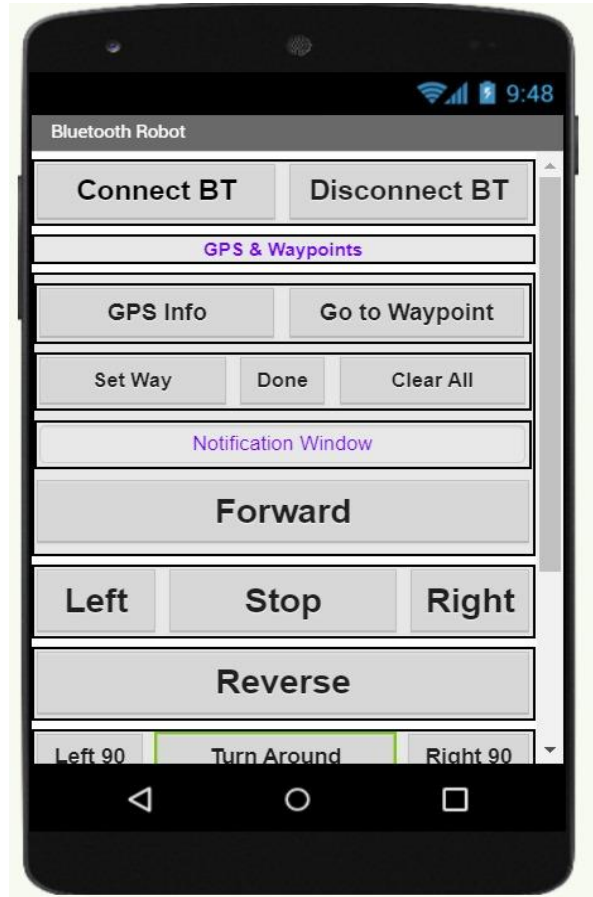 9:48
Bluetooth Robot
Connect BT Disconnect BT
GPS & Waypoints
GPS Info Go to Waypoint
Set Way Done Clear All
Notification Window
Forward
Left Stop Right
Reverse
Left 90 Turn Around Right 90